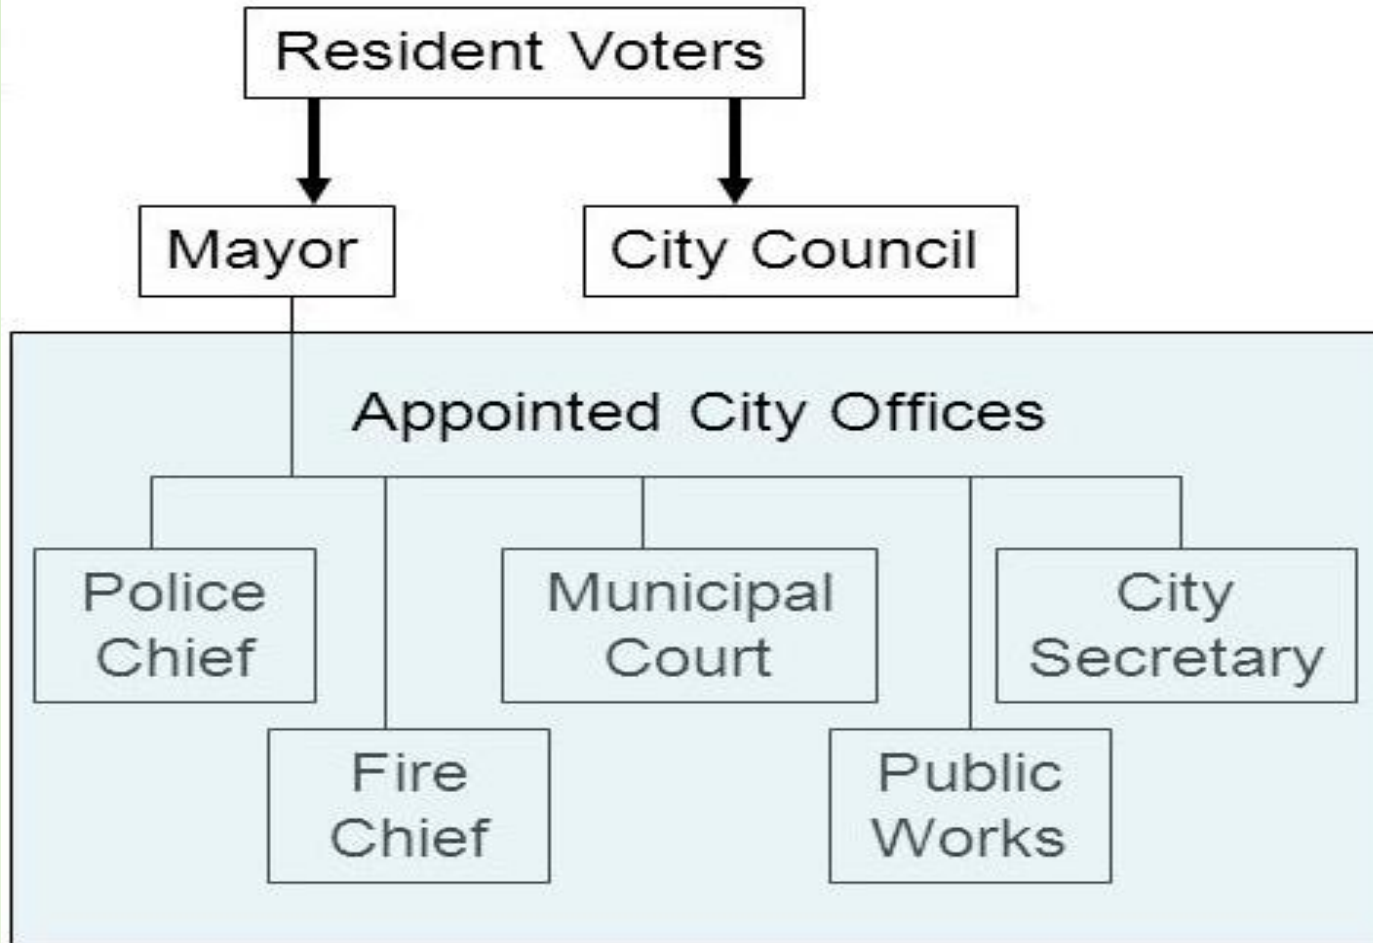 Resident Voters
Mayor
City Council
Appointed City Offices
Police
Chief
Municipal
Court
City
Secretary
Fire
Chief
Public
Works